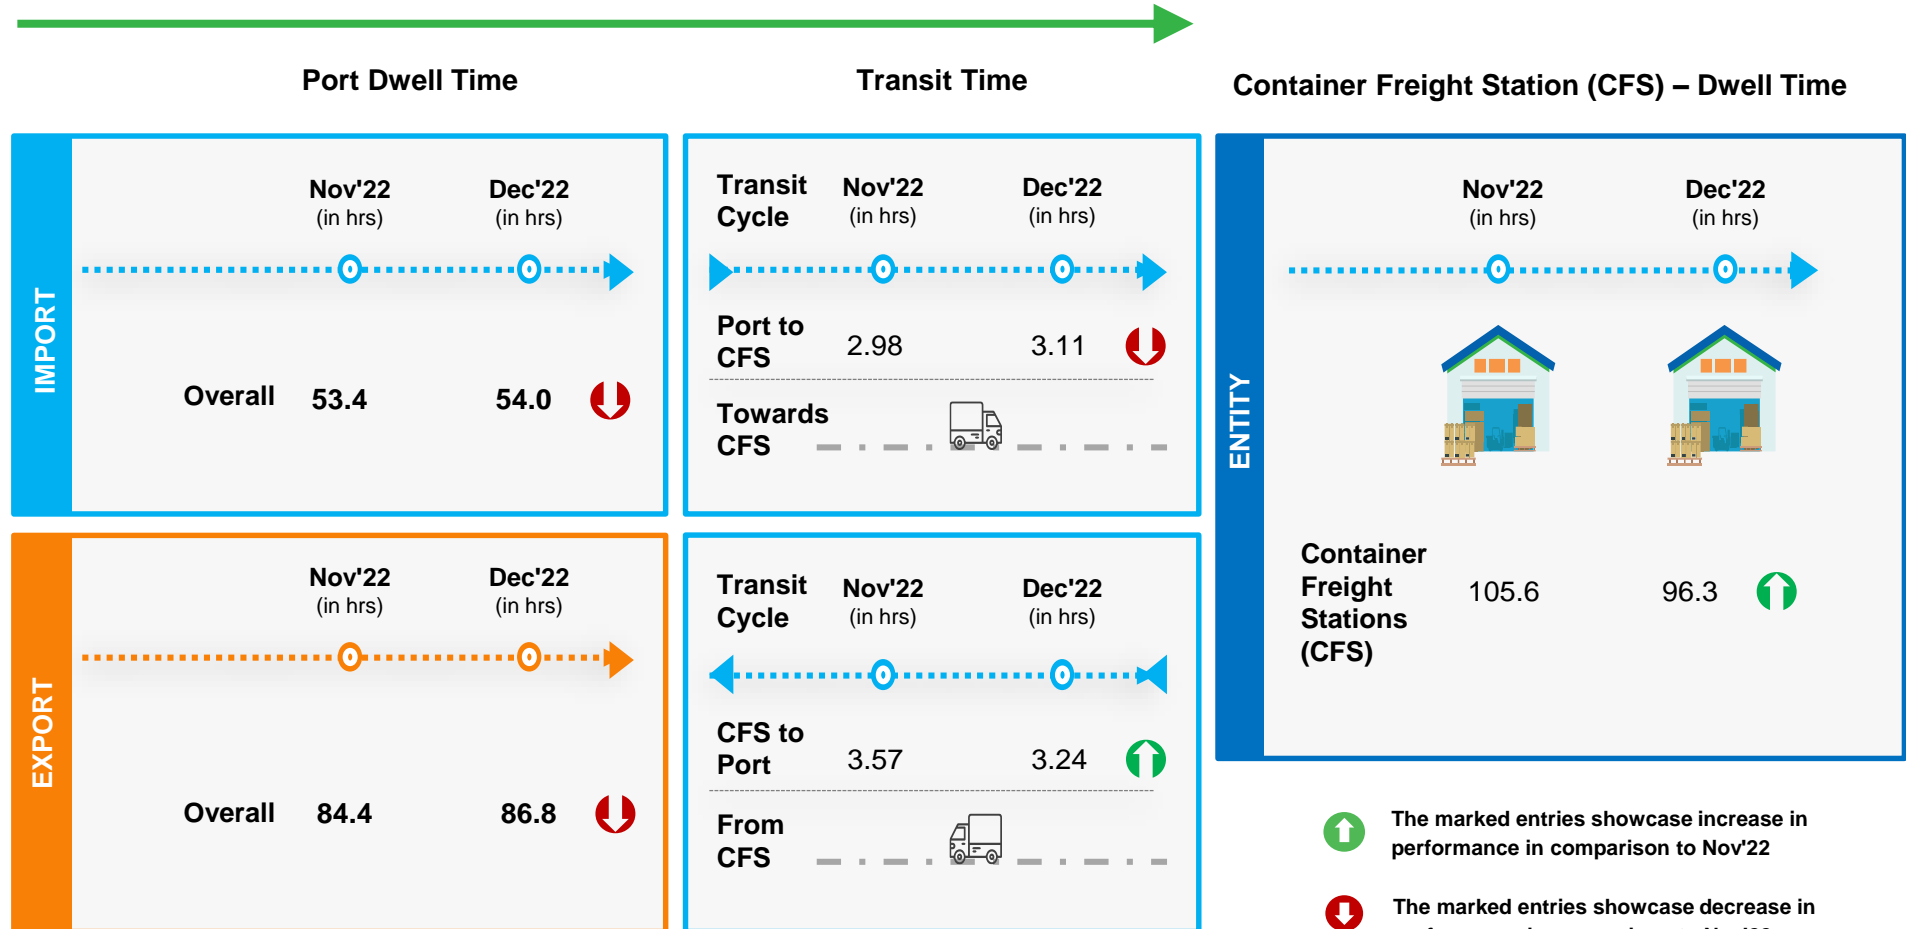 Port Dwell Time
Transit Time
Container Freight Station (CFS) – Dwell Time
IMPORT
Nov'22
(in hrs)
Dec'22
(in hrs)
Overall 53.4 54.0
Transit
Cycle
Nov'22
(in hrs)
Dec'22
(in hrs)
Port to
CFS
2.98 3.11
Towards
CFS
EXPORT
Nov'22
(in hrs)
Dec'22
(in hrs)
Overall 84.4 86.8
Transit
Cycle
Nov'22
(in hrs)
Dec'22
(in hrs)
CFS to
Port
3.57 3.24
From
CFS
ENTITY
Nov'22
(in hrs)
Dec'22
(in hrs)
Container
Freight
Stations
(CFS)
105.6 96.3
The marked entries showcase increase in
performance in comparison to Nov'22
The marked entries showcase decrease in